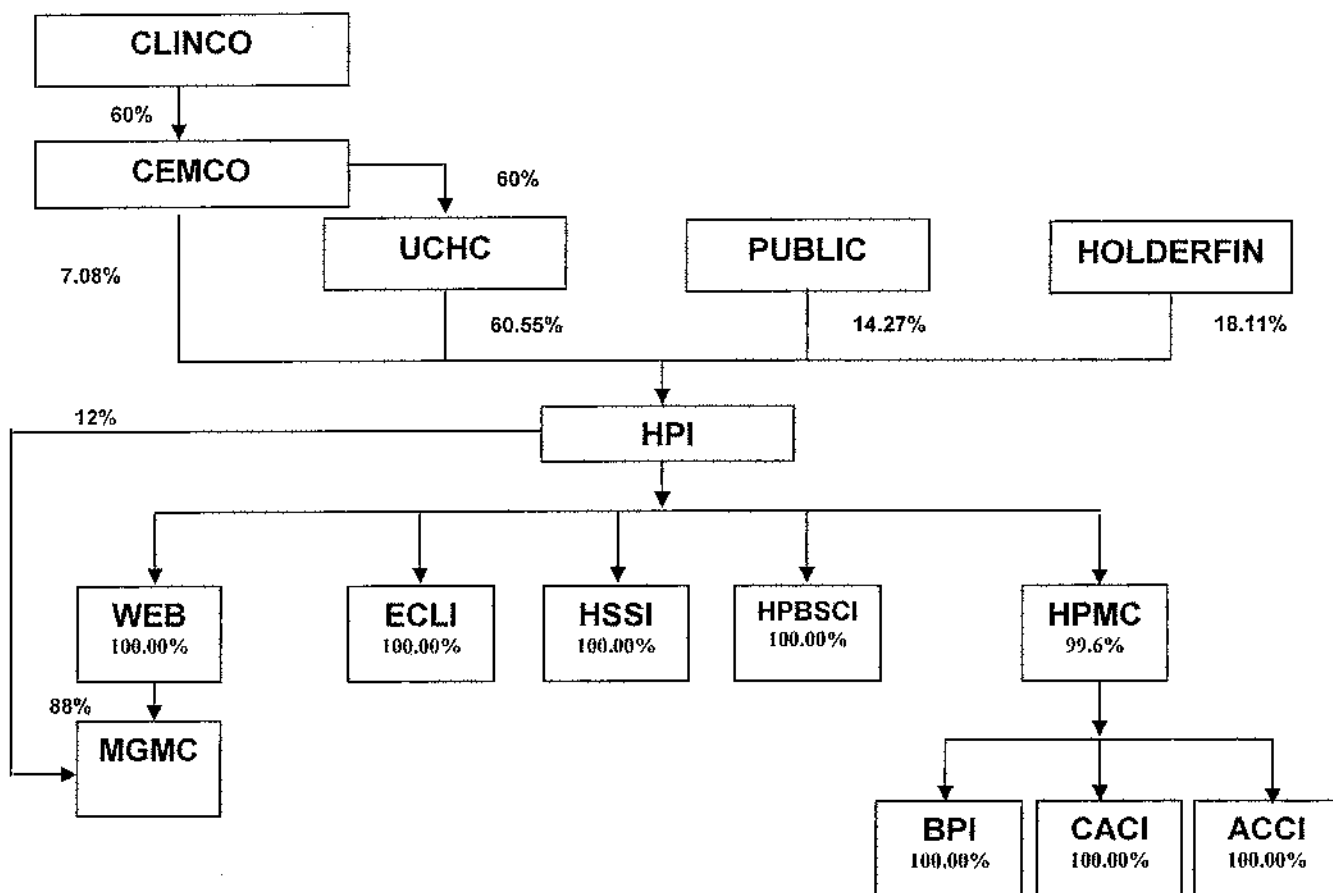 CLINCO
60%
CEMCO
60%
UCHC
PUBLIC
HOLDERFIN
7.08%
60.55%
14.27%
18.11%
12%
HPI
WEB
100.00%
ECLI
100.00%
HSSI
100.00%
HPBSCI
100.00%
HPMC
99.6%
88%
MGMC
BPI
100.00%
CACI
100.00%
ACCI
100.00%